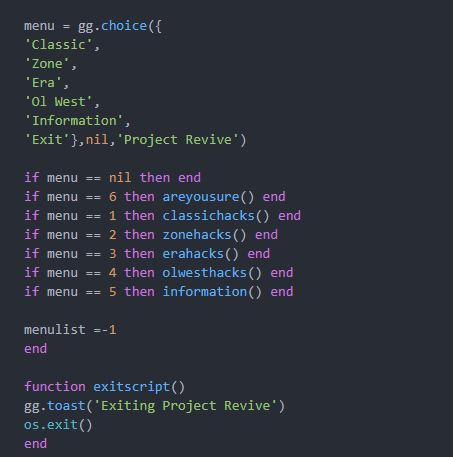 menu = gg.choice({
'Classic',
'Zone',
'Era',
'Ol West',
'Information',
'Exit'},nil,'Project Revive')
if menu == nil then end
if menu == 6 then areyousure() end
if menu == 1 then classichacks() end
if menu == 2 then zonehacks() end
if menu == 3 then erahacks() end
if menu == 4 then olwesthacks() end
if menu == 5 then information() end
menulist =-1
end
function exitscript()
gg.toast('Exiting Project Revive')
os.exit()
end